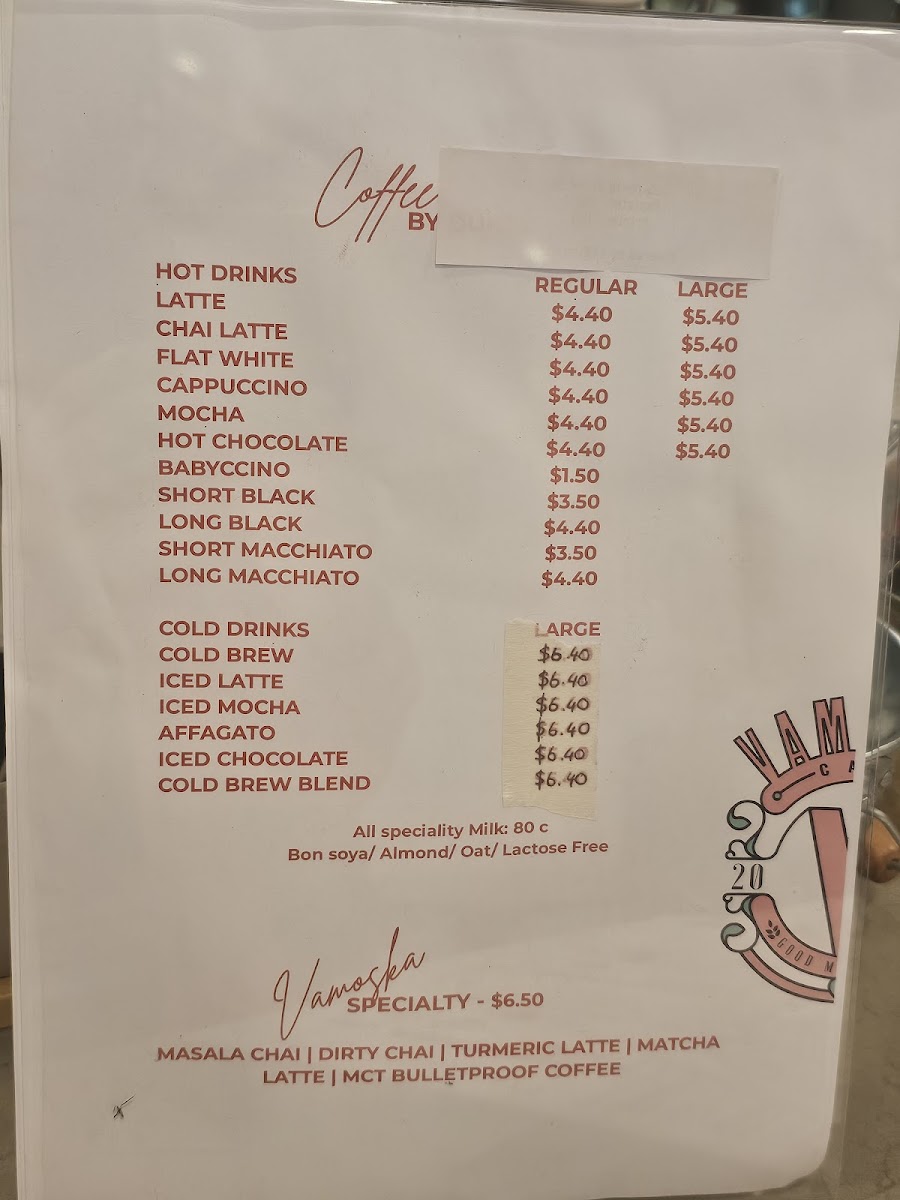 Coffee
BY
HOT DRINKS REGULAR LARGE
LATTE $4.40 $5.40
CHAI LATTE $4.40 $5.40
FLAT WHITE $4.40 $5.40
CAPPUCCINO $4.40 $5.40
MOCHA $4.40 $5.40
HOT CHOCOLATE $4.40 $5.40
BABYCCINO $1.50
SHORT BLACK $3.50
LONG BLACK $4.40
SHORT MACCHIATO $3.50
LONG MACCHIATO $4.40
COLD DRINKS LARGE
COLD BREW $6.40
ICED LATTE $6.40
ICED MOCHA $6.40
AFFAGATO $6.40
ICED CHOCOLATE $6.40
COLD BREW BLEND $6.40
All speciality Milk: 80 c
Bon soya/ Almond/ Oat/ Lactose Free
VAM
CA
20
GOOD M
Vamoska
SPECIALTY - $6.50
MASALA CHAI | DIRTY CHAI | TURMERIC LATTE | MATCHA
LATTE | MCT BULLETPROOF COFFEE